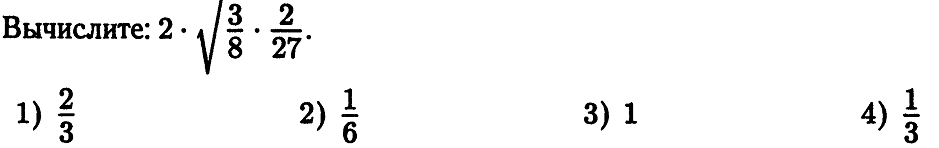 Вычислите: 2 · √(3/8 · 2/27).
1) 2/3 2) 1/6 3) 1 4) 1/3